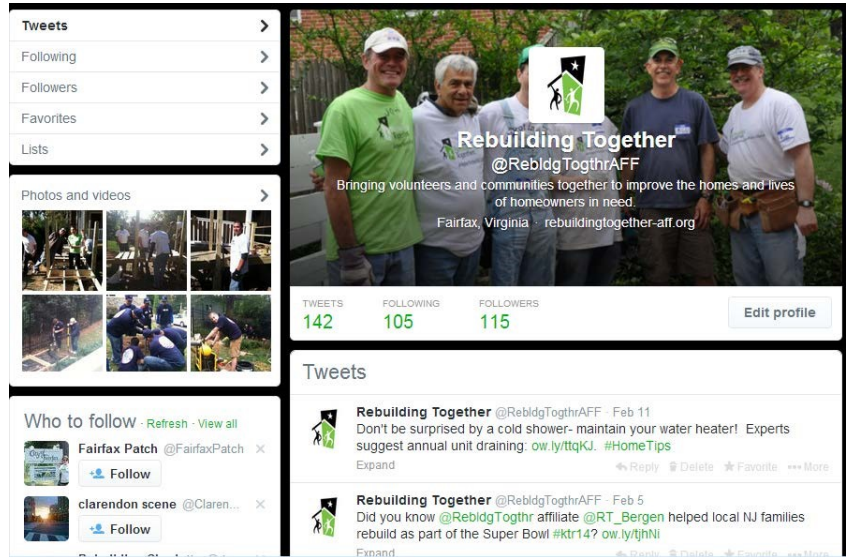 Tweets
Following
Followers
Favorites
Lists
Photos and videos
Who to follow · Refresh · View all
Fairfax Patch @FairfaxPatch
Follow
clarendon scene @Claren...
Follow
Rebuilding Together
@RebldgTogthrAFF
Bringing volunteers and communities together to improve the homes and lives
of homeowners in need.
Fairfax, Virginia · rebuildingtogether-aff.org
TWEETS FOLLOWING FOLLOWERS
142 105 115
Edit profile
Tweets
Rebuilding Together @RebldgTogthrAFF · Feb 11
Don't be surprised by a cold shower- maintain your water heater! Experts
suggest annual unit draining: ow.ly/ttqKJ. #HomeTips
Expand Reply Delete Favorite More
Rebuilding Together @RebldgTogthrAFF · Feb 5
Did you know @RebldgTogthr affiliate @RT_Bergen helped local NJ families
rebuild as part of the Super Bowl #ktr14? ow.ly/tjhNi
Expand Reply Delete Favorite More